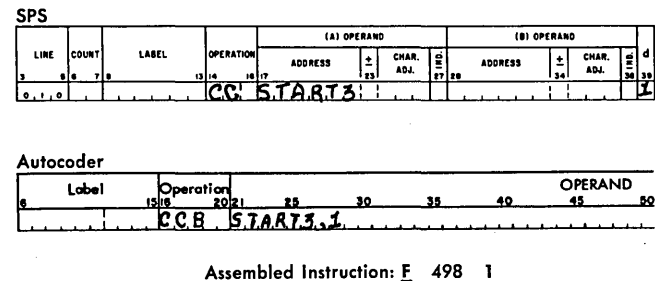 SPS
(A) OPERAND (B) OPERAND
LINE COUNT LABEL OPERATION ADDRESS ± CHAR. ADJ. IND. ADDRESS ± CHAR. ADJ. IND. d
3 5 6 7 8 13 14 16 17 23 27 28 34 38 39
0 1 0 CC START3 1
Autocoder
Label Operation OPERAND
6 15 16 20 21 25 30 35 40 45 50
CCB START3,1
Assembled Instruction: F 498 1